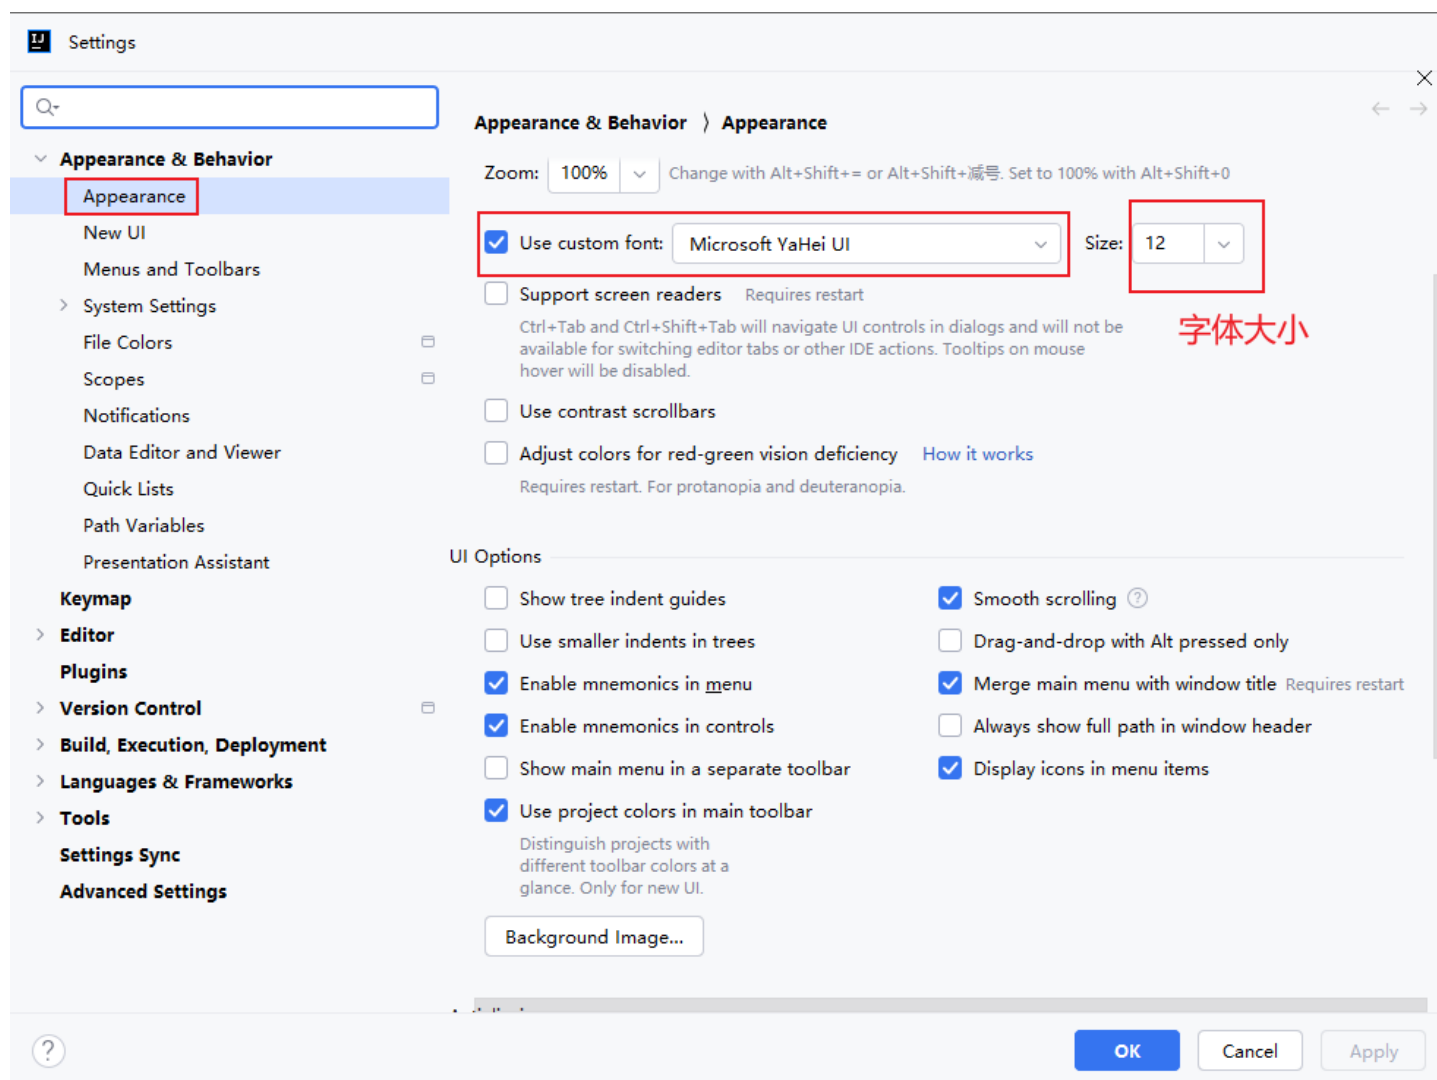 Settings
Appearance & Behavior
Appearance
New UI
Menus and Toolbars
System Settings
File Colors
Scopes
Notifications
Data Editor and Viewer
Quick Lists
Path Variables
Presentation Assistant
Keymap
Editor
Plugins
Version Control
Build, Execution, Deployment
Languages & Frameworks
Tools
Settings Sync
Advanced Settings
Appearance & Behavior 〉 Appearance
Zoom: 100% Change with Alt+Shift+= or Alt+Shift+减号. Set to 100% with Alt+Shift+0
Use custom font: Microsoft YaHei UI Size: 12
字体大小
Support screen readers Requires restart
Ctrl+Tab and Ctrl+Shift+Tab will navigate UI controls in dialogs and will not be
available for switching editor tabs or other IDE actions. Tooltips on mouse
hover will be disabled.
Use contrast scrollbars
Adjust colors for red-green vision deficiency How it works
Requires restart. For protanopia and deuteranopia.
UI Options
Show tree indent guides
Smooth scrolling
Use smaller indents in trees
Drag-and-drop with Alt pressed only
Enable mnemonics in menu
Merge main menu with window title Requires restart
Enable mnemonics in controls
Always show full path in window header
Show main menu in a separate toolbar
Display icons in menu items
Use project colors in main toolbar
Distinguish projects with
different toolbar colors at a
glance. Only for new UI.
Background Image...
OK
Cancel
Apply